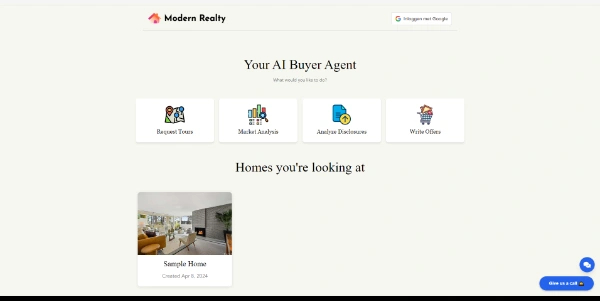 Modern Realty
Inloggen met Google
Your AI Buyer Agent
What would you like to do?
Request Tours
Market Analysis
Analyze Disclosures
Write Offers
Homes you're looking at
Sample Home
Created Apr 6, 2024
Give us a call